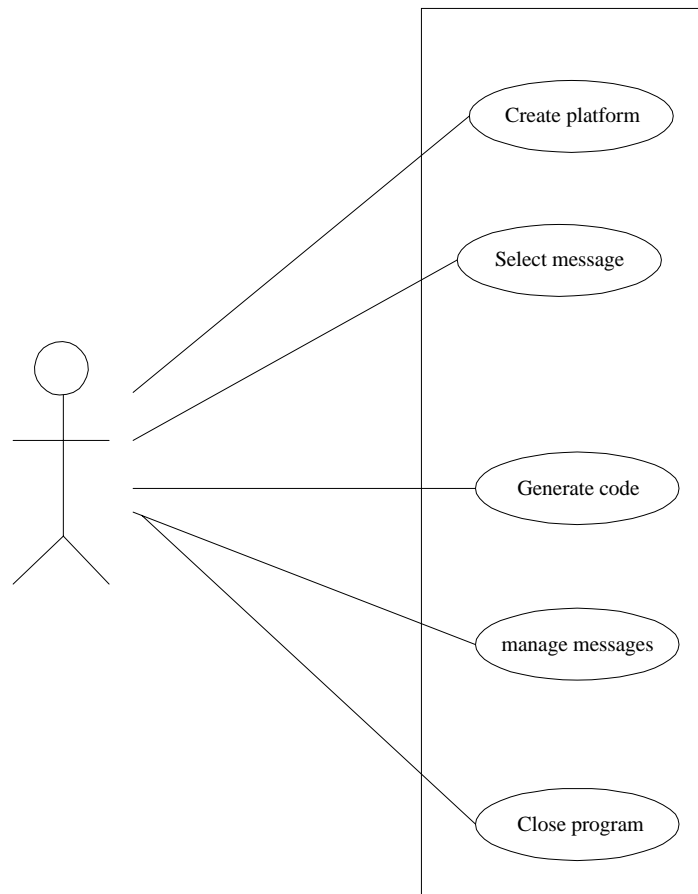 Create platform
Select message
Generate code
manage messages
Close program